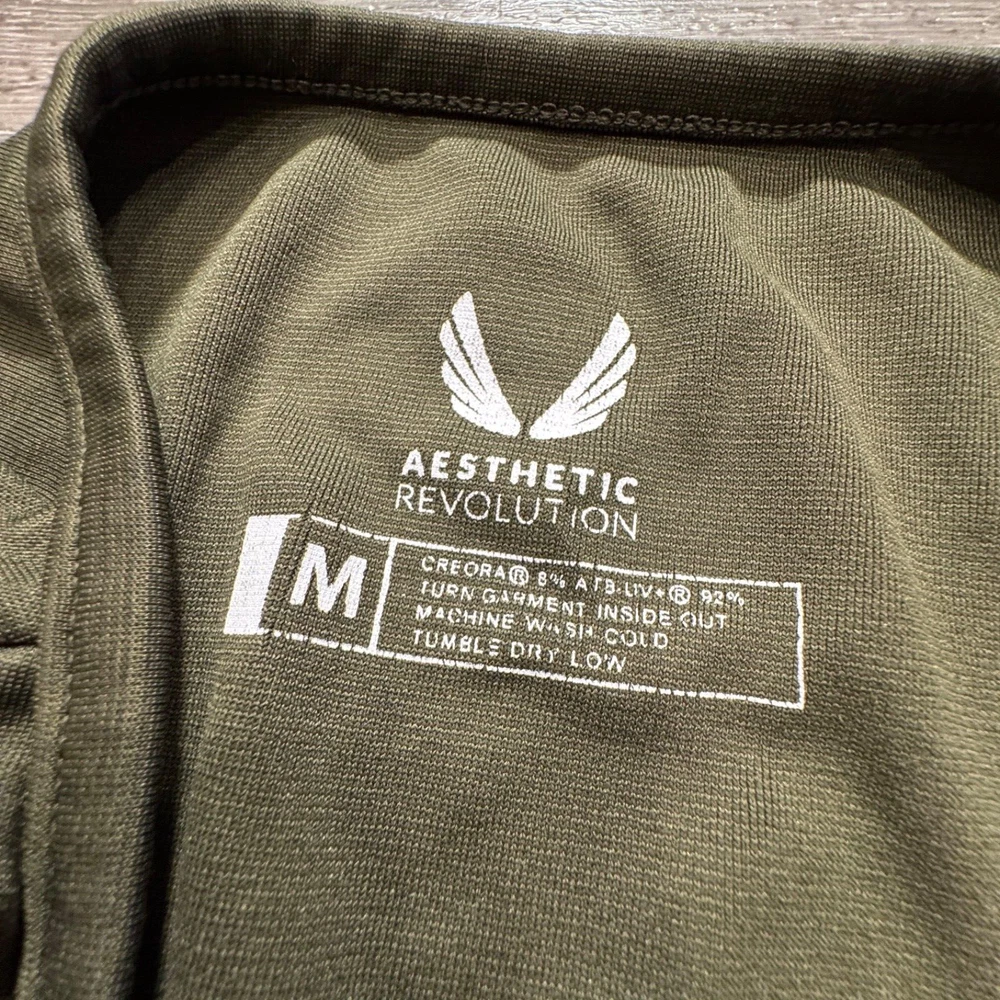 AESTHETIC
REVOLUTION
M
CREORA® 8% ATB-UV+® 92%
TURN GARMENT INSIDE OUT
MACHINE WASH COLD
TUMBLE DRY LOW